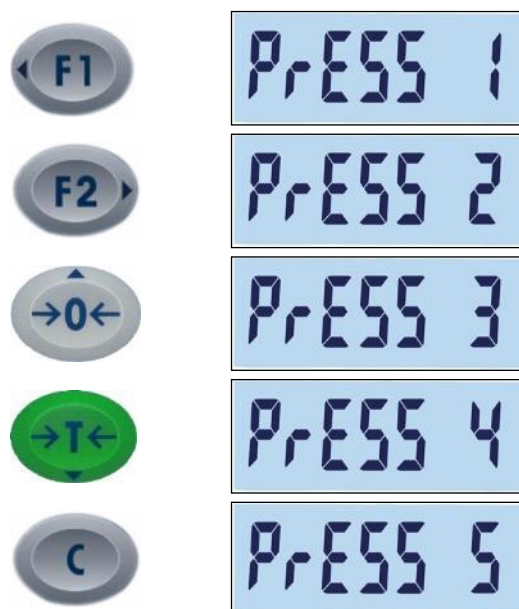 F1 PrESS 1
F2 PrESS 2
→0← PrESS 3
→T← PrESS 4
C PrESS 5